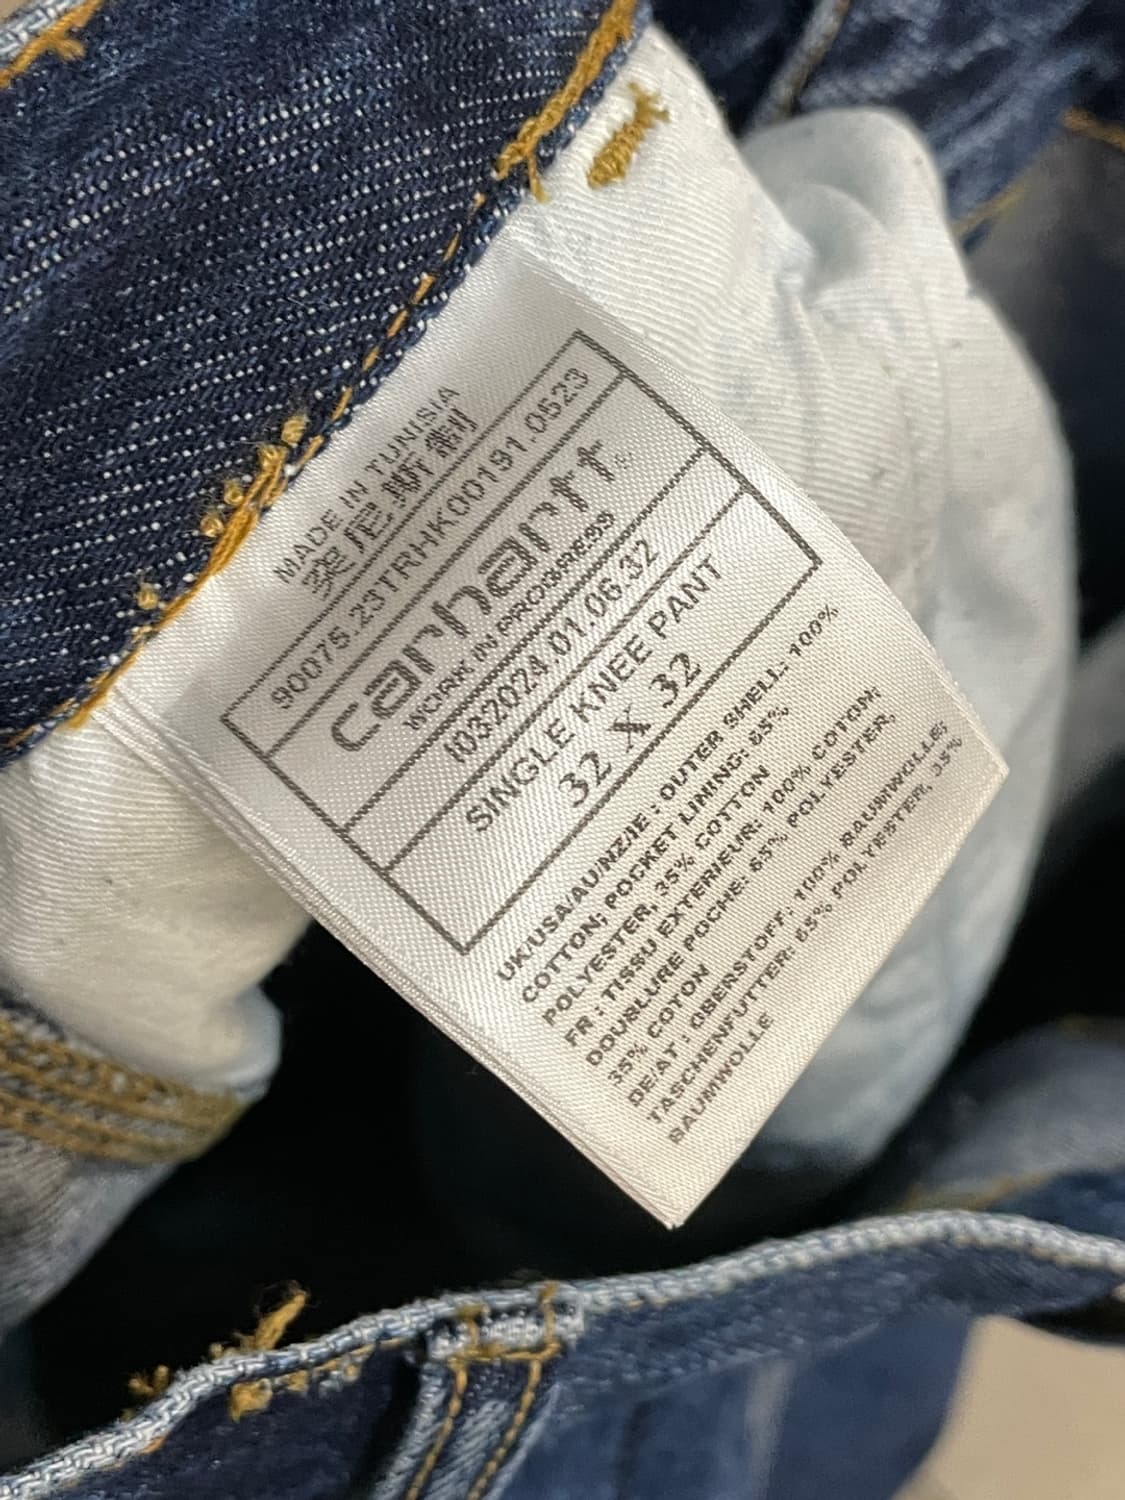 MADE IN TUNISIA
突尼斯制
90075.23TRHK00191.0523
carhartt®
WORK IN PROGRESS
I032024.01.06.32
SINGLE KNEE PANT
32 X 32
UK/USA/AU/NZ/IE : OUTER SHELL: 100%
COTTON; POCKET LINING: 65%
POLYESTER, 35% COTTON
FR : TISSU EXTERIEUR: 100% COTON;
DOUBLURE POCHE: 65% POLYESTER,
35% COTON
DE/AT : OBERSTOFF: 100% BAUMWOLLE;
TASCHENFUTTER: 65% POLYESTER, 35%
BAUMWOLLE